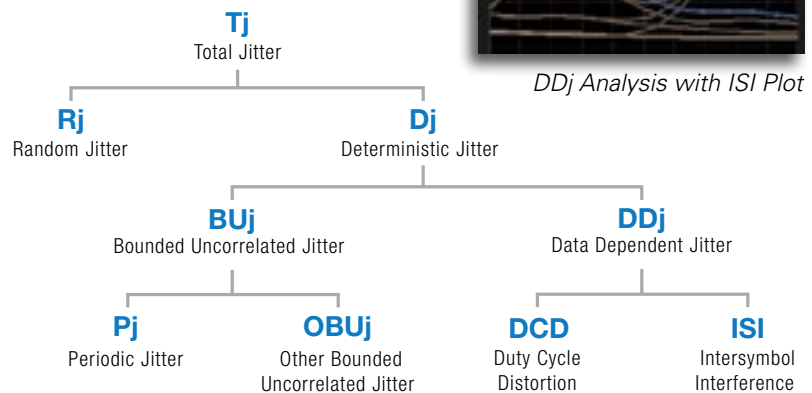 Tj
Total Jitter
DDj Analysis with ISI Plot
Rj
Random Jitter
Dj
Deterministic Jitter
BUj
Bounded Uncorrelated Jitter
DDj
Data Dependent Jitter
Pj
Periodic Jitter
OBUj
Other Bounded
Uncorrelated Jitter
DCD
Duty Cycle
Distortion
ISI
Intersymbol
Interference